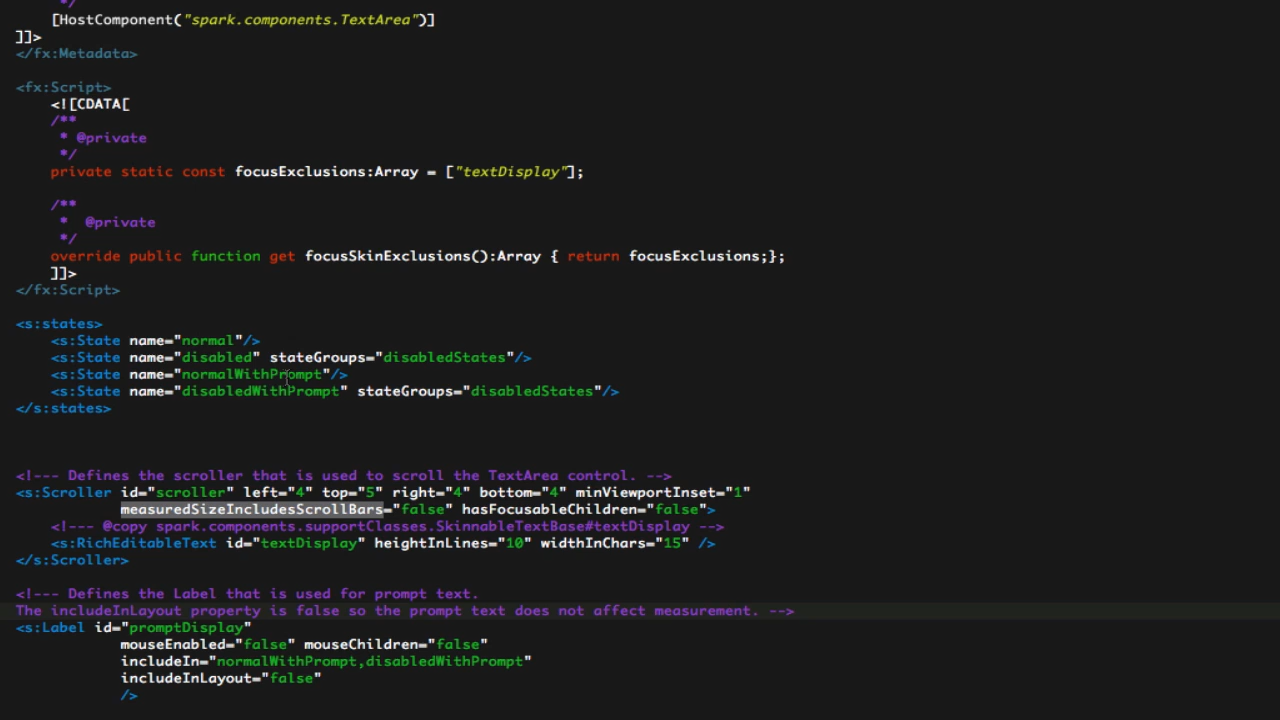 */
[HostComponent("spark.components.TextArea")]
]]>
</fx:Metadata>
<fx:Script>
<![CDATA[
/**
* @private
*/
private static const focusExclusions:Array = ["textDisplay"];
/**
*  @private
*/
override public function get focusSkinExclusions():Array { return focusExclusions;};
]]>
</fx:Script>
<s:states>
<s:State name="normal"/>
<s:State name="disabled" stateGroups="disabledStates"/>
<s:State name="normalWithPrompt"/>
<s:State name="disabledWithPrompt" stateGroups="disabledStates"/>
</s:states>
<!--- Defines the scroller that is used to scroll the TextArea control. -->
<s:Scroller id="scroller" left="4" top="5" right="4" bottom="4" minViewportInset="1"
measuredSizeIncludesScrollBars="false" hasFocusableChildren="false">
<!--- @copy spark.components.supportClasses.SkinnableTextBase#textDisplay -->
<s:RichEditableText id="textDisplay" heightInLines="10" widthInChars="15" />
</s:Scroller>
<!--- Defines the Label that is used for prompt text.
The includeInLayout property is false so the prompt text does not affect measurement. -->
<s:Label id="promptDisplay"
mouseEnabled="false" mouseChildren="false"
includeIn="normalWithPrompt,disabledWithPrompt"
includeInLayout="false"
/>